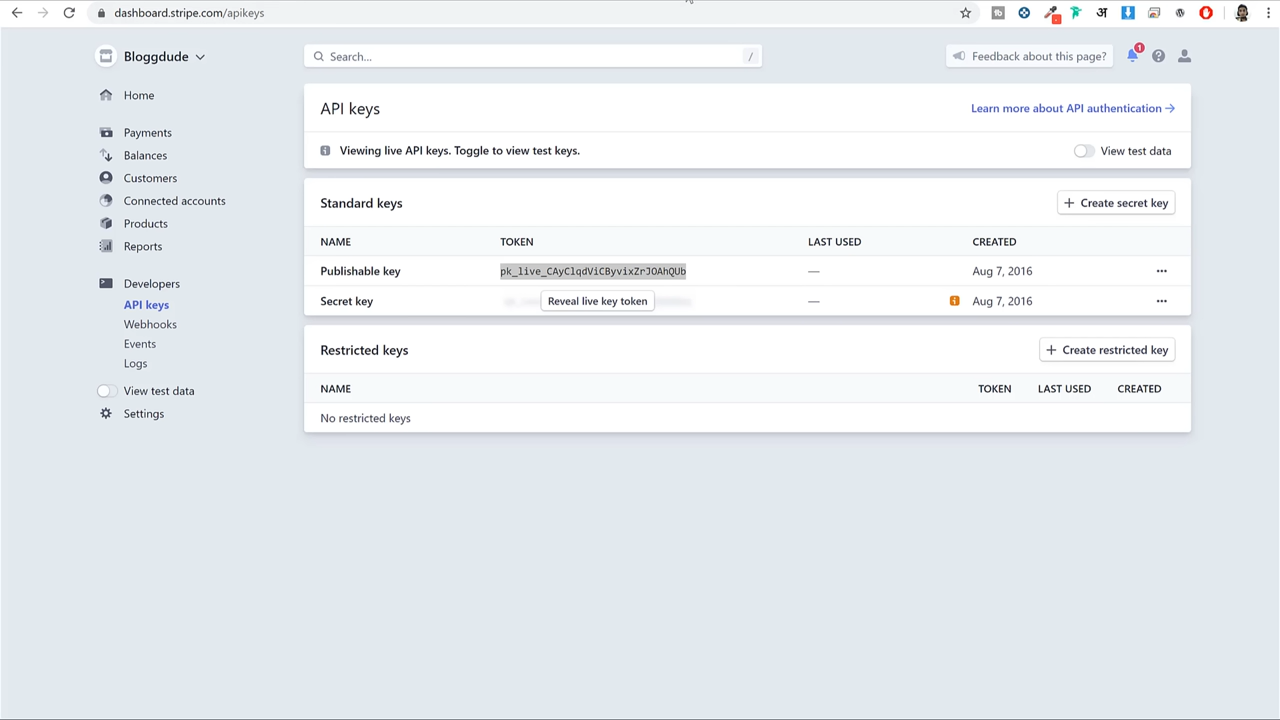 dashboard.stripe.com/apikeys
Bloggdude
Search...
/
Feedback about this page?
1
Home
Payments
Balances
Customers
Connected accounts
Products
Reports
Developers
API keys
Webhooks
Events
Logs
View test data
Settings
API keys
Learn more about API authentication →
Viewing live API keys. Toggle to view test keys.
View test data
Standard keys
+ Create secret key
NAME TOKEN LAST USED CREATED
Publishable key pk_live_CAyClqdViCByvixZrJOAhQUb — Aug 7, 2016 •••
Secret key Reveal live key token — Aug 7, 2016 •••
Restricted keys
+ Create restricted key
NAME TOKEN LAST USED CREATED
No restricted keys